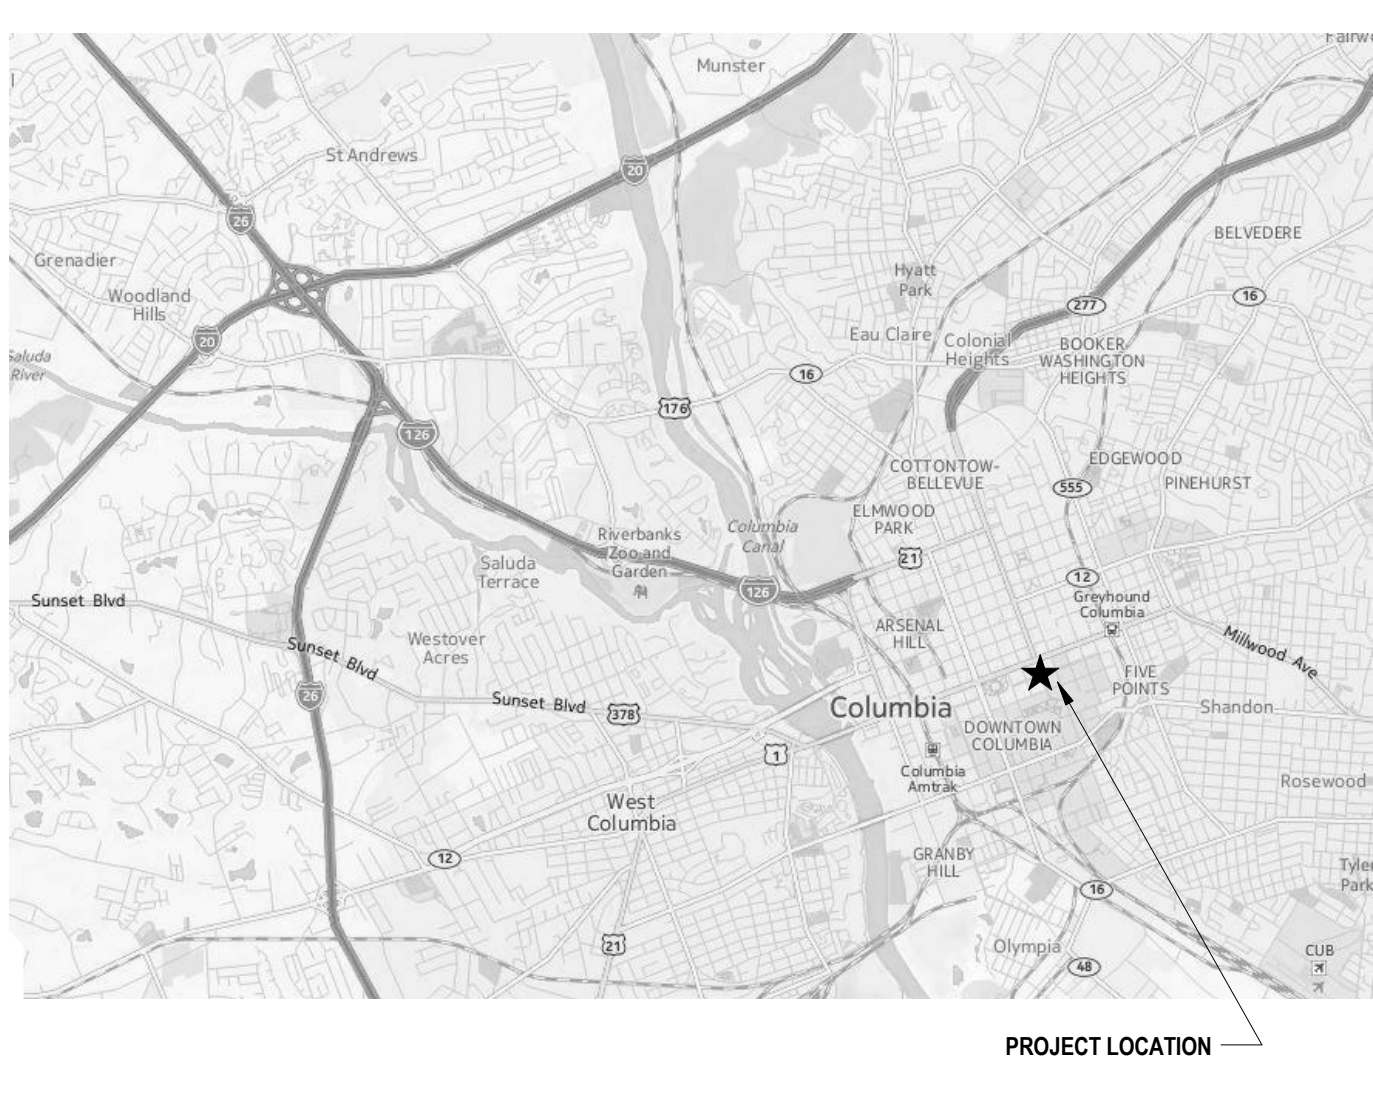 Munster
St Andrews
20
26
BELVEDERE
Grenadier
Hyatt
Park
Woodland
Hills
16
277
20
Eau Claire
Colonial
Heights
BOOKER
WASHINGTON
HEIGHTS
Saluda
River
16
176
126
COTTONTOW-
BELLEVUE
EDGEWOOD
PINEHURST
555
ELMWOOD
PARK
Columbia
Canal
Riverbanks
Zoo and
Garden
Saluda
Terrace
21
126
12
Greyhound
Columbia
Sunset Blvd
ARSENAL
HILL
Westover
Acres
Sunset Blvd
Millwood Ave
26
Sunset Blvd
378
FIVE
POINTS
Columbia
Shandon
DOWNTOWN
COLUMBIA
1
Columbia
Amtrak
Rosewood
West
Columbia
12
GRANBY
HILL
16
Tyler
Park
21
Olympia
48
CUB
PROJECT LOCATION